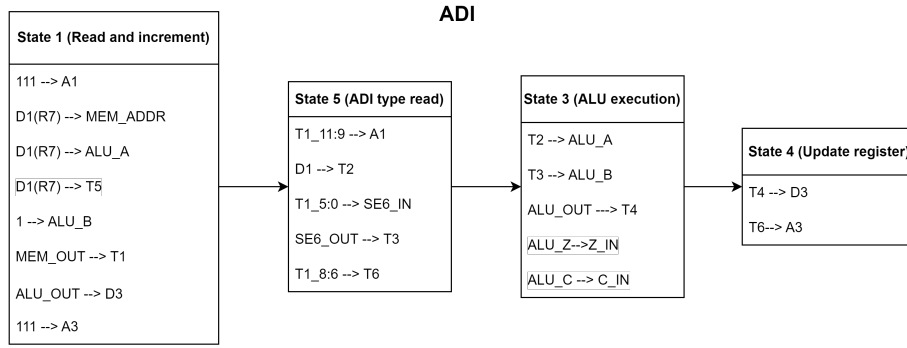 ADI
State 1 (Read and increment)
111 --> A1
D1(R7) --> MEM_ADDR
D1(R7) --> ALU_A
D1(R7) --> T5
1 --> ALU_B
MEM_OUT --> T1
ALU_OUT --> D3
111 --> A3
State 5 (ADI type read)
T1_11:9 --> A1
D1 --> T2
T1_5:0 --> SE6_IN
SE6_OUT --> T3
T1_8:6 --> T6
State 3 (ALU execution)
T2 --> ALU_A
T3 --> ALU_B
ALU_OUT ---> T4
ALU_Z-->Z_IN
ALU_C --> C_IN
State 4 (Update register)
T4 --> D3
T6--> A3